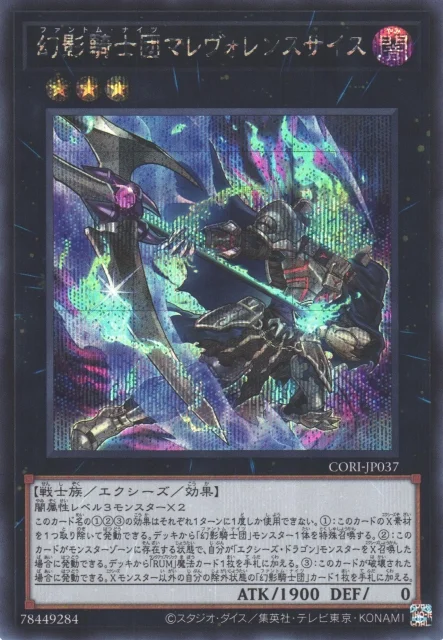 ファントム・ナイツ
幻影騎士団マレヴォレンスサイス
闇
CORI-JP037
【戦士族／エクシーズ／効果】
闇属性レベル3モンスター×2
このカード名の①②③の効果はそれぞれ1ターンに1度しか使用できない。①：このカードのX素材
を1つ取り除いて発動できる。デッキから「幻影騎士団」モンスター1体を特殊召喚する。②：この
カードがモンスターゾーンに存在する状態で、自分が「エクシーズ・ドラゴン」モンスターをX召喚した
場合に発動できる。デッキから「RUM」魔法カード1枚を手札に加える。③：このカードが破壊された
場合に発動できる。Xモンスター以外の自分の除外状態の「幻影騎士団」カード1枚を手札に加える。
ATK/1900 DEF/ 0
78449284 ©スタジオ・ダイス／集英社・テレビ東京・KONAMI